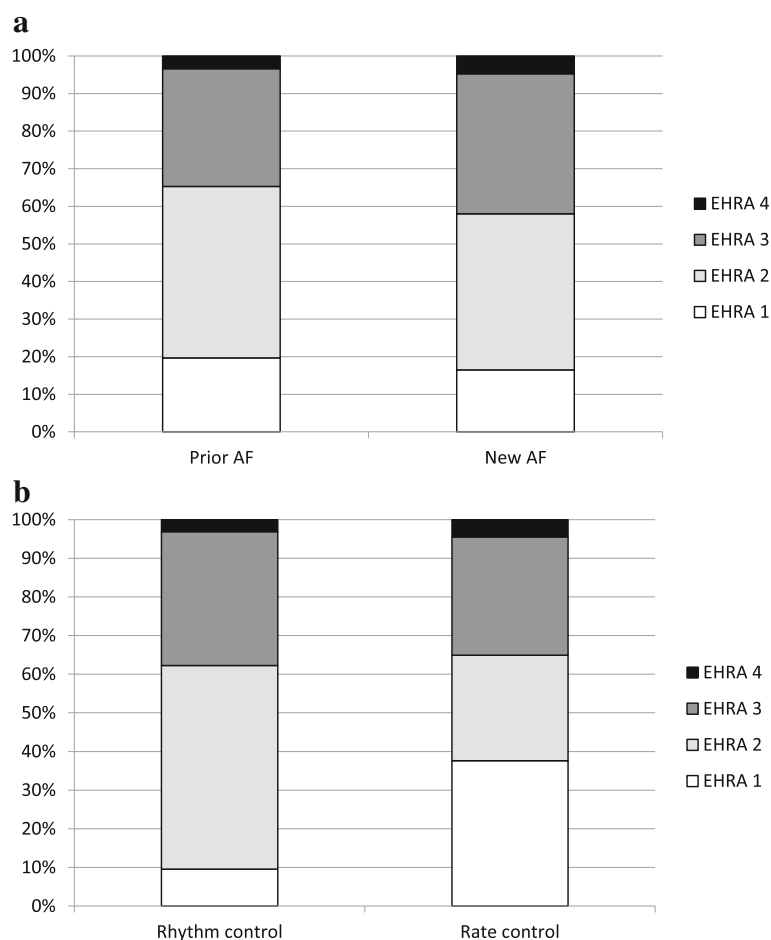 a
100%
90%
80%
70%
60%
50%
40%
30%
20%
10%
0%
Prior AF
New AF
EHRA 4
EHRA 3
EHRA 2
EHRA 1
b
100%
90%
80%
70%
60%
50%
40%
30%
20%
10%
0%
Rhythm control
Rate control
EHRA 4
EHRA 3
EHRA 2
EHRA 1